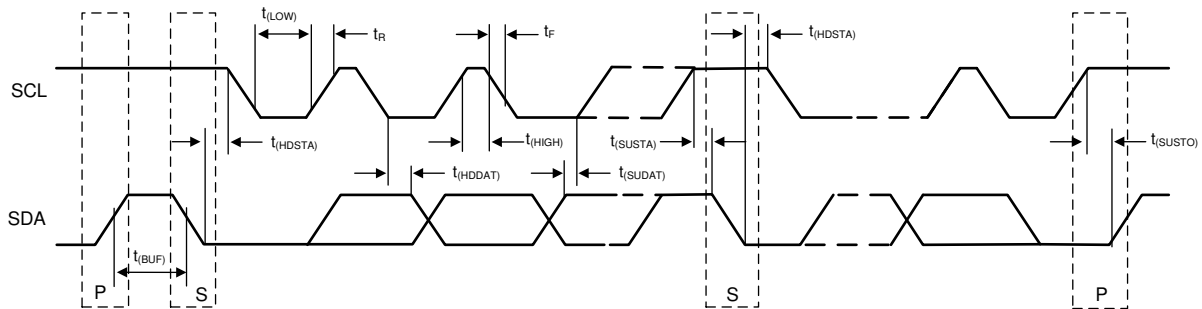 t(LOW)
tR
tF
t(HDSTA)
SCL
t(HDSTA)
t(HIGH)
t(SUSTA)
t(SUSTO)
t(HDDAT)
t(SUDAT)
SDA
t(BUF)
P
S
S
P